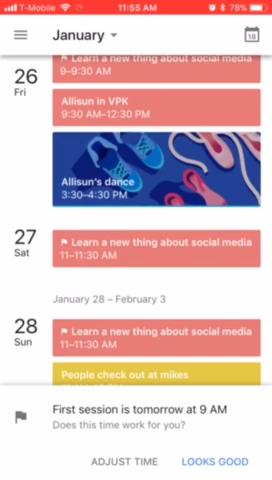 T-Mobile 11:55 AM 78%
January
18
26
Fri
Learn a new thing about social media
9–9:30 AM
Allisun in VPK
9:30 AM–12:30 PM
Allisun's dance
3:30–4:30 PM
27
Sat
Learn a new thing about social media
11–11:30 AM
January 28 – February 3
28
Sun
Learn a new thing about social media
11–11:30 AM
People check out at mikes
First session is tomorrow at 9 AM
Does this time work for you?
ADJUST TIME LOOKS GOOD